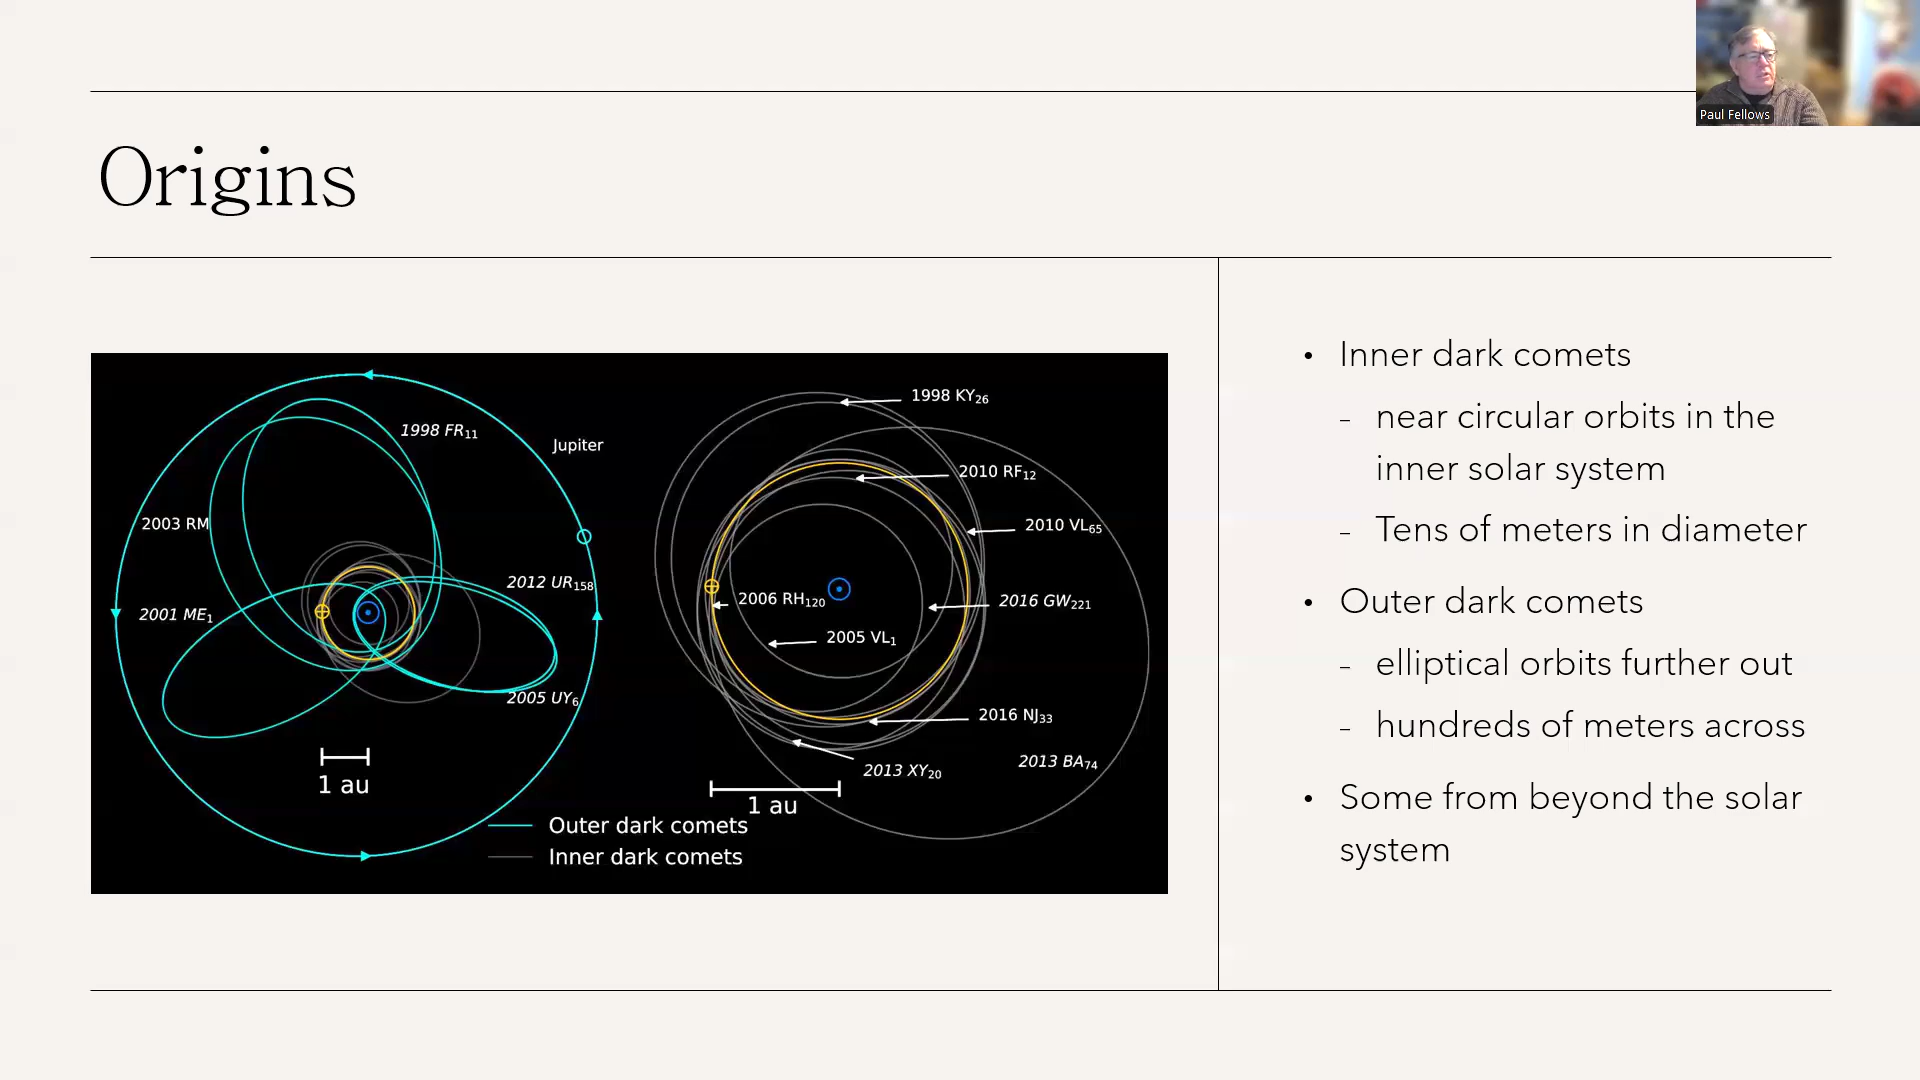 Paul Fellows
Origins
1998 FR₁₁
Jupiter
2003 RM
2012 UR₁₅₈
2001 ME₁
2005 UY₆
1 au
1998 KY₂₆
2010 RF₁₂
2010 VL₆₅
2006 RH₁₂₀
2016 GW₂₂₁
2005 VL₁
2016 NJ₃₃
2013 XY₂₀
2013 BA₇₄
1 au
Outer dark comets
Inner dark comets
• Inner dark comets
– near circular orbits in the
inner solar system
– Tens of meters in diameter
• Outer dark comets
– elliptical orbits further out
– hundreds of meters across
• Some from beyond the solar
system